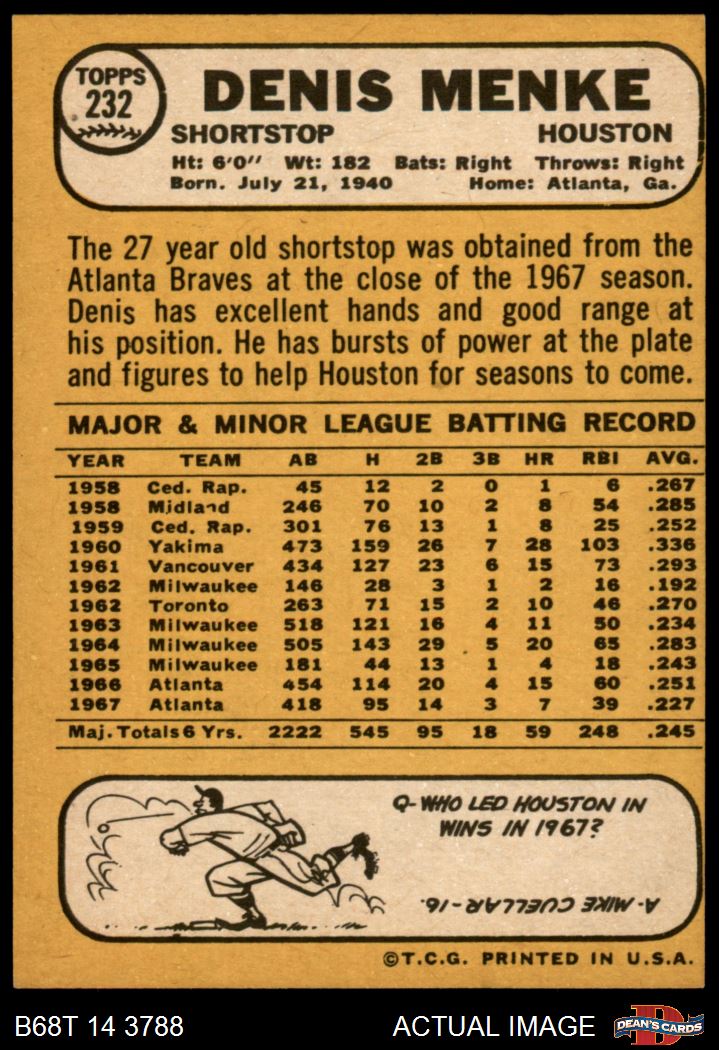 TOPPS
232
DENIS MENKE
SHORTSTOP HOUSTON
Ht: 6'0" Wt: 182 Bats: Right Throws: Right
Born. July 21, 1940 Home: Atlanta, Ga.
The 27 year old shortstop was obtained from the
Atlanta Braves at the close of the 1967 season.
Denis has excellent hands and good range at
his position. He has bursts of power at the plate
and figures to help Houston for seasons to come.
MAJOR & MINOR LEAGUE BATTING RECORD
YEAR TEAM AB H 2B 3B HR RBI AVG.
1958 Ced. Rap. 45 12 2 0 1 6 .267
1958 Midland 246 70 10 2 8 54 .285
1959 Ced. Rap. 301 76 13 1 8 25 .252
1960 Yakima 473 159 26 7 28 103 .336
1961 Vancouver 434 127 23 6 15 73 .293
1962 Milwaukee 146 28 3 1 2 16 .192
1962 Toronto 263 71 15 2 10 46 .270
1963 Milwaukee 518 121 16 4 11 50 .234
1964 Milwaukee 505 143 29 5 20 65 .283
1965 Milwaukee 181 44 13 1 4 18 .243
1966 Atlanta 454 114 20 4 15 60 .251
1967 Atlanta 418 95 14 3 7 39 .227
Maj. Totals 6 Yrs. 2222 545 95 18 59 248 .245
Q-WHO LED HOUSTON IN
WINS IN 1967?
A-MIKE CUELLAR-16.
©T.C.G. PRINTED IN U.S.A.
B68T 14 3788 ACTUAL IMAGE DEAN'S CARDS